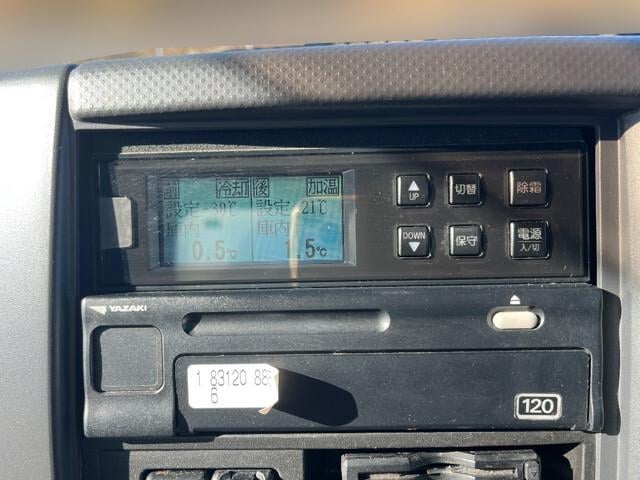 前 冷却 後 加温
設定 -30℃ 設定 21℃
庫内 庫内
0.5℃ 1.5℃
UP 切替 除霜
DOWN 保守 電源
入/切
YAZAKI
1 83120 88
6
120